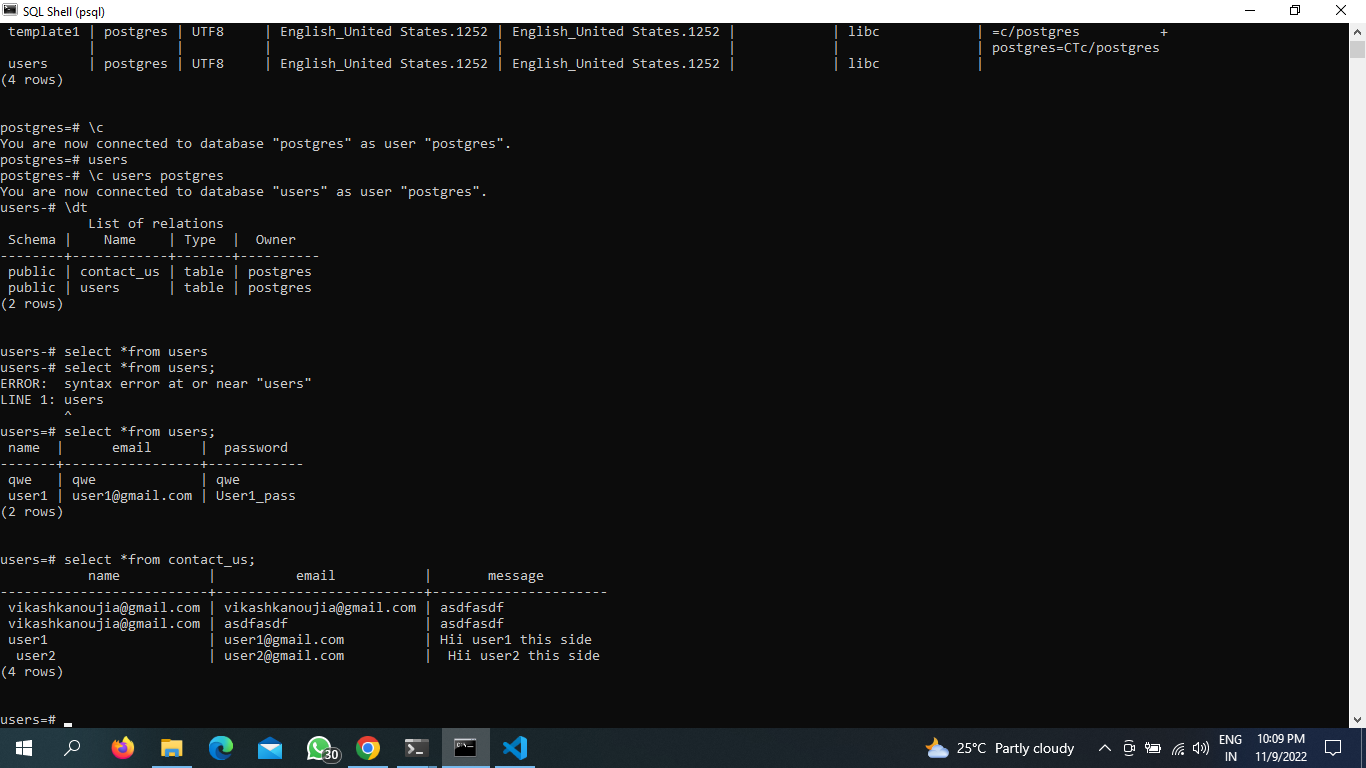 SQL Shell (psql)
 template1 | postgres | UTF8     | English_United States.1252 | English_United States.1252 |            | libc            | =c/postgres          +
           |          |          |                            |                            |            |                 | postgres=CTc/postgres
 users     | postgres | UTF8     | English_United States.1252 | English_United States.1252 |            | libc            |
(4 rows)
postgres=# \c
You are now connected to database "postgres" as user "postgres".
postgres=# users
postgres-# \c users postgres
You are now connected to database "users" as user "postgres".
users-# \dt
           List of relations
 Schema |    Name    | Type  |  Owner
--------+------------+-------+----------
 public | contact_us | table | postgres
 public | users      | table | postgres
(2 rows)
users-# select *from users
users-# select *from users;
ERROR:  syntax error at or near "users"
LINE 1: users
        ^
users=# select *from users;
 name  |      email      |  password
-------+-----------------+------------
 qwe   | qwe             | qwe
 user1 | user1@gmail.com | User1_pass
(2 rows)
users=# select *from contact_us;
           name           |          email           |       message
--------------------------+--------------------------+----------------------
 vikashkanoujia@gmail.com | vikashkanoujia@gmail.com | asdfasdf
 vikashkanoujia@gmail.com | asdfasdf                 | asdfasdf
 user1                    | user1@gmail.com          | Hii user1 this side
  user2                   | user2@gmail.com          |  Hii user2 this side
(4 rows)
users=#
30
25°C Partly cloudy
ENG
IN
10:09 PM
11/9/2022